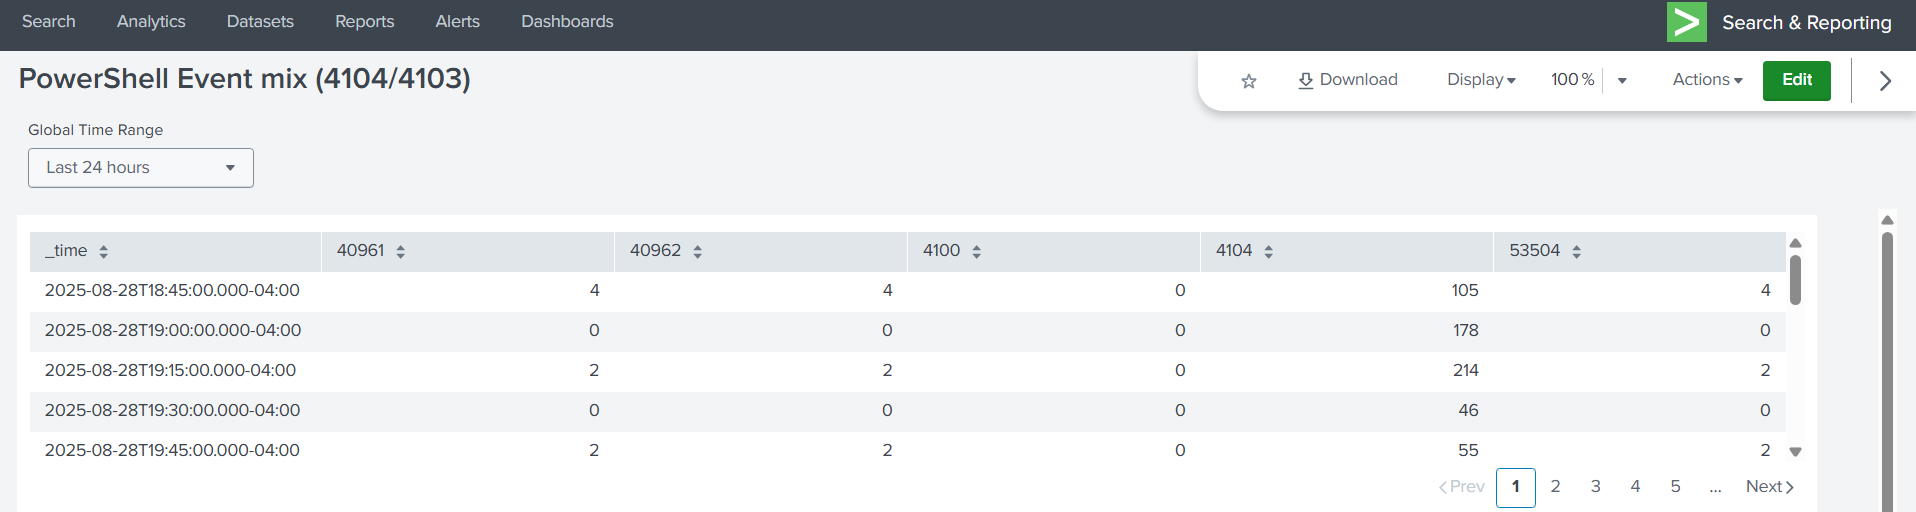 Search Analytics Datasets Reports Alerts Dashboards Search & Reporting
PowerShell Event mix (4104/4103)
Download Display 100 % Actions Edit
Global Time Range
Last 24 hours
_time 40961 40962 4100 4104 53504
2025-08-28T18:45:00.000-04:00 4 4 0 105 4
2025-08-28T19:00:00.000-04:00 0 0 0 178 0
2025-08-28T19:15:00.000-04:00 2 2 0 214 2
2025-08-28T19:30:00.000-04:00 0 0 0 46 0
2025-08-28T19:45:00.000-04:00 2 2 0 55 2
Prev 1 2 3 4 5 ... Next